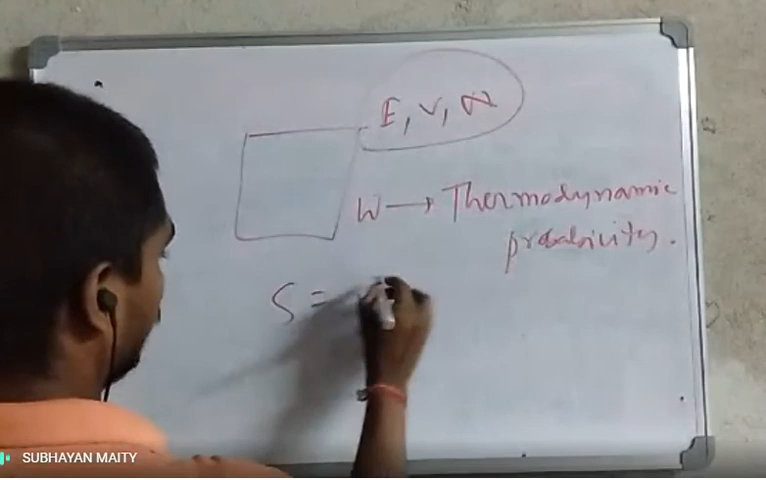 E, V, N
W → Thermodynamic
probability.
S =
SUBHAYAN MAITY